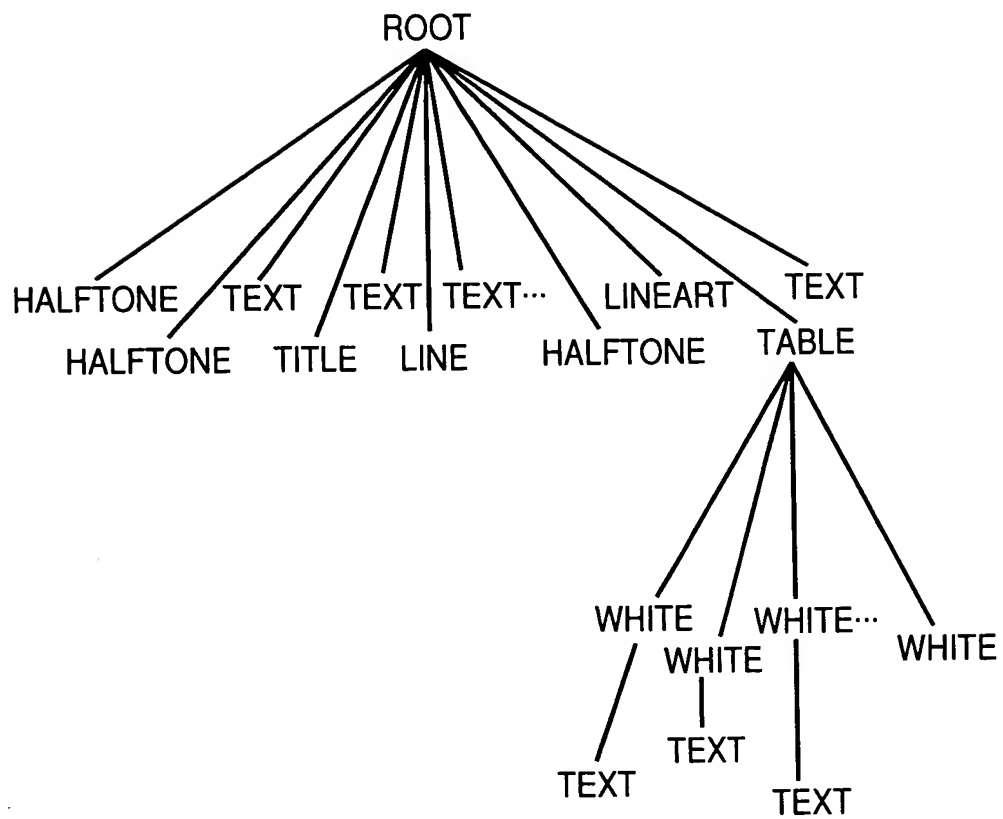 ROOT
HALFTONE TEXT TEXT TEXT··· LINEART TEXT
HALFTONE TITLE LINE HALFTONE TABLE
WHITE WHITE··· WHITE
WHITE
TEXT TEXT
TEXT